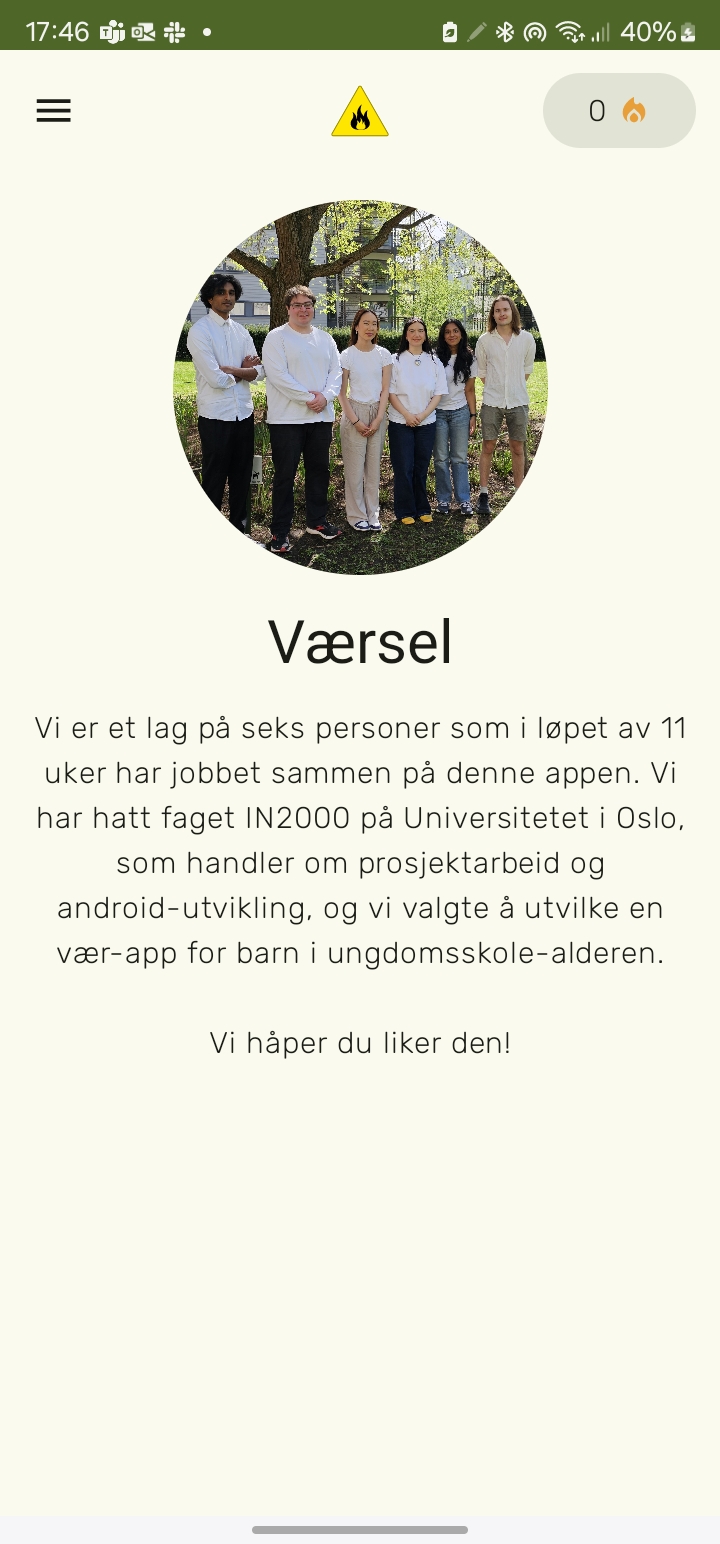 17:46
40%
0
Værsel
Vi er et lag på seks personer som i løpet av 11
uker har jobbet sammen på denne appen. Vi
har hatt faget IN2000 på Universitetet i Oslo,
som handler om prosjektarbeid og
android-utvikling, og vi valgte å utvilke en
vær-app for barn i ungdomsskole-alderen.
Vi håper du liker den!